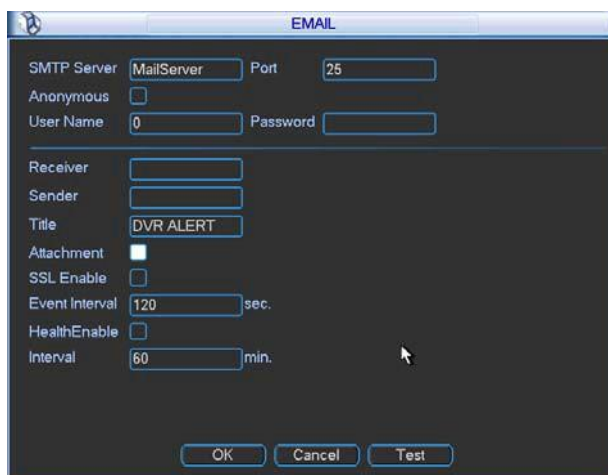 EMAIL
SMTP Server MailServer Port 25
Anonymous
User Name 0 Password
Receiver
Sender
Title DVR ALERT
Attachment
SSL Enable
Event Interval 120 sec.
HealthEnable
Interval 60 min.
OK Cancel Test